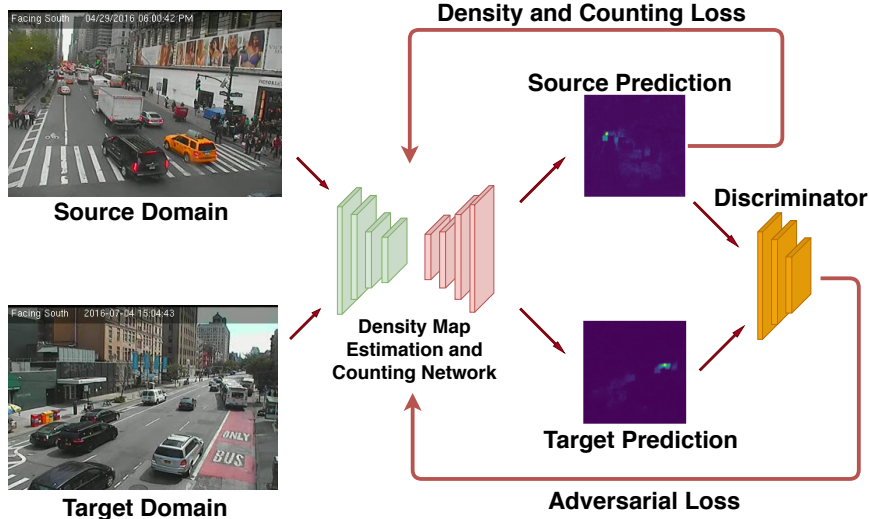 Density and Counting Loss
Facing South 04/29/2016 06:00:42 PM
Source Prediction
Source Domain
Discriminator
Facing South 2016-07-04 15:04:43
Density Map
Estimation and
Counting Network
ONLY
BUS
Target Prediction
Target Domain
Adversarial Loss